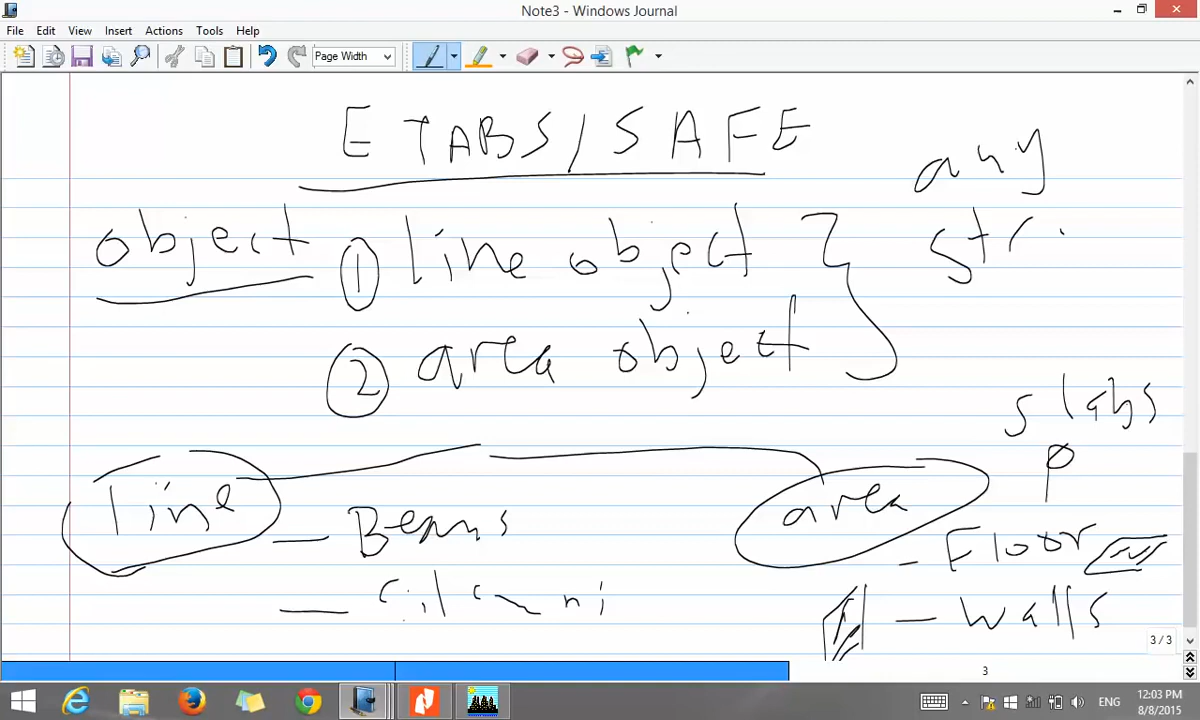 Note3 - Windows Journal
File Edit View Insert Actions Tools Help
Page Width
ETABS/SAFE
any
object ① line object
str
② area object
slabs
p
line
area
— Beams
— Floor
— Walls
3/3
3
ENG
12:03 PM
8/8/2015